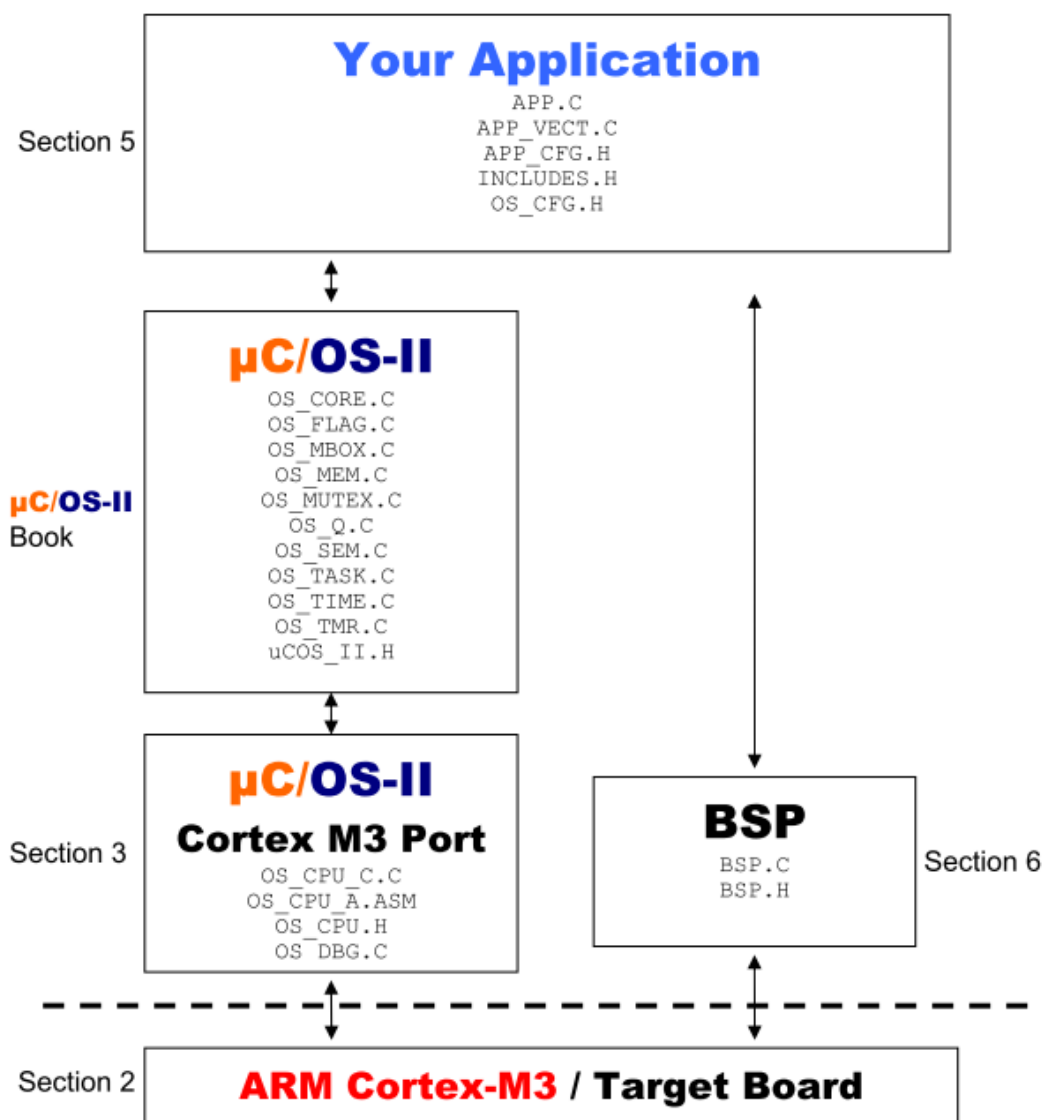 Your Application
APP.C
APP_VECT.C
APP_CFG.H
INCLUDES.H
OS_CFG.H
Section 5
µC/OS-II
OS_CORE.C
OS_FLAG.C
OS_MBOX.C
OS_MEM.C
OS_MUTEX.C
OS_Q.C
OS_SEM.C
OS_TASK.C
OS_TIME.C
OS_TMR.C
uCOS_II.H
µC/OS-II
Book
µC/OS-II
Cortex M3 Port
OS_CPU_C.C
OS_CPU_A.ASM
OS_CPU.H
OS_DBG.C
Section 3
BSP
BSP.C
BSP.H
Section 6
Section 2
ARM Cortex-M3 / Target Board